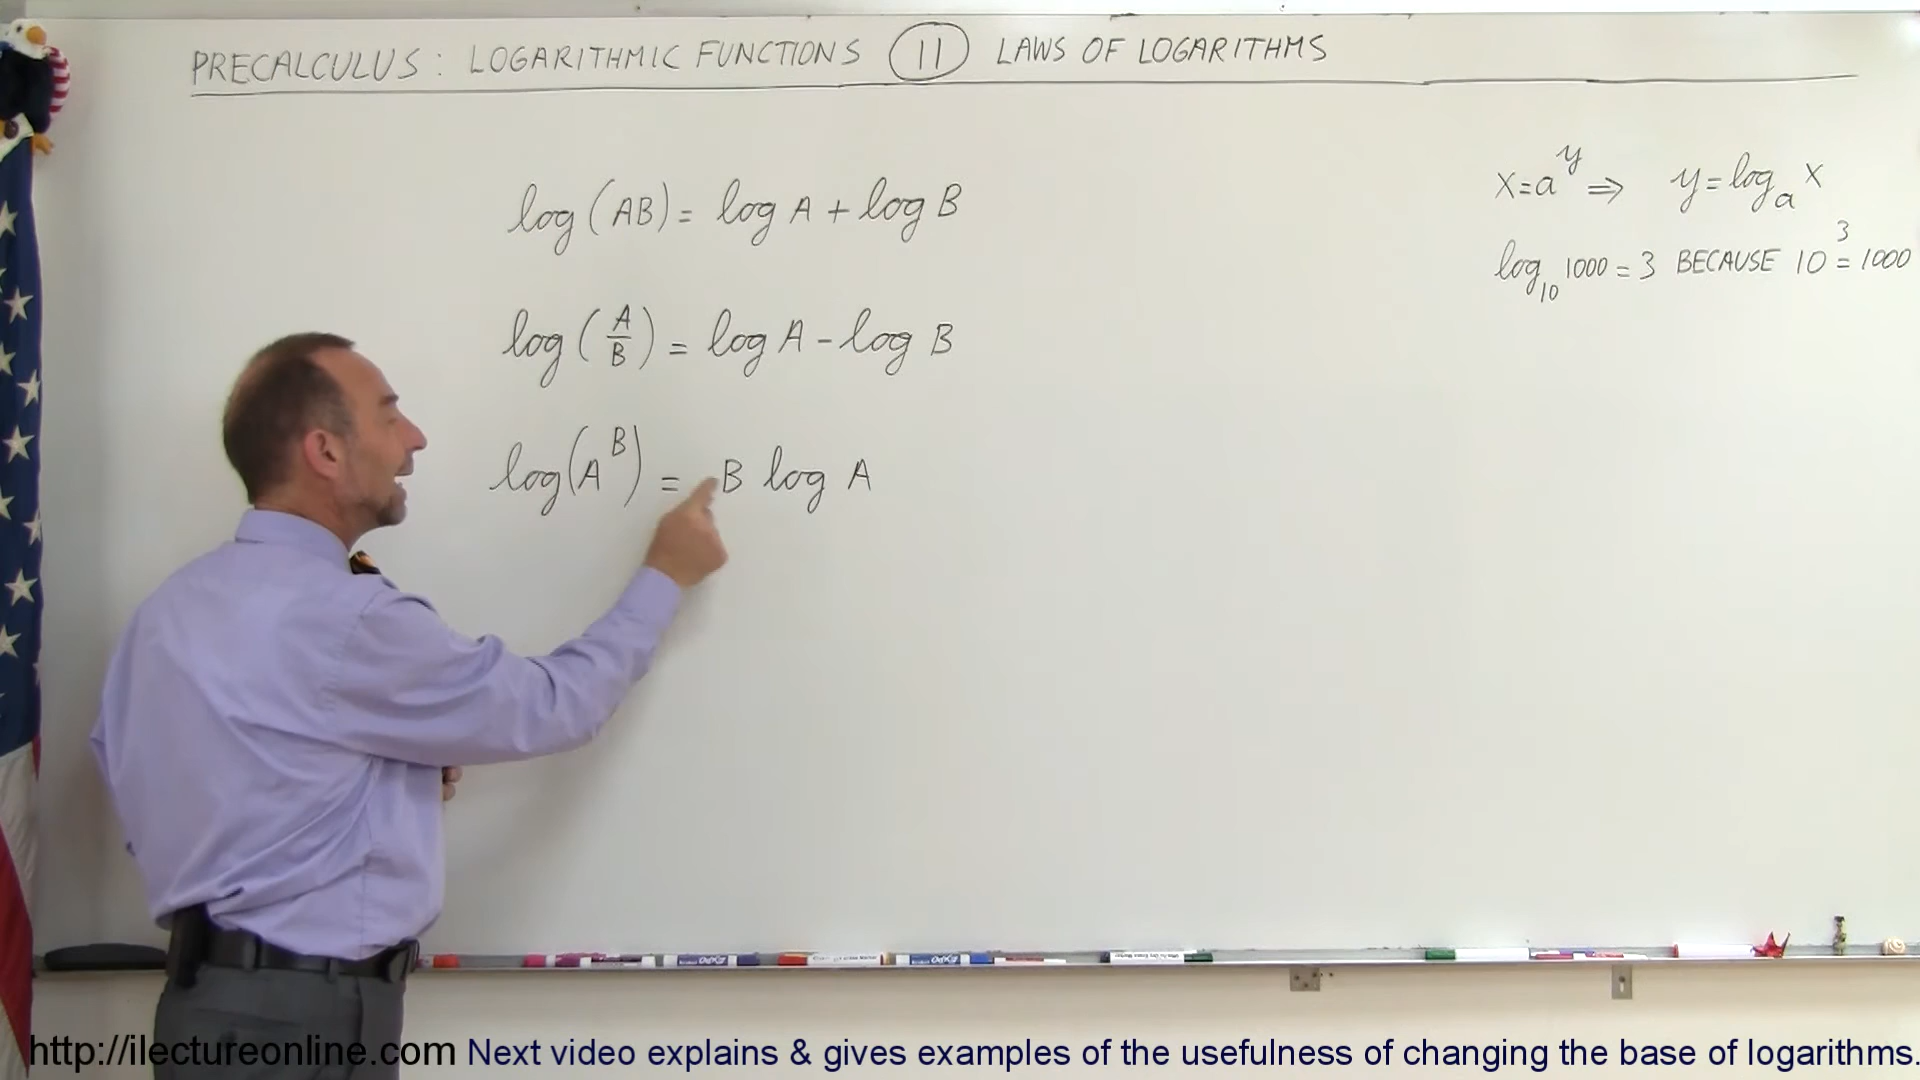 PRECALCULUS: LOGARITHMIC FUNCTIONS 11 LAWS OF LOGARITHMS
log(AB) = log A + log B
log(A/B) = log A - log B
log(A^B) = B log A
x=a^y ⇒ y=log_a x
log_10 1000 = 3 BECAUSE 10^3 = 1000
EXPO
EXPO
http://ilectureonline.com Next video explains & gives examples of the usefulness of changing the base of logarithms.